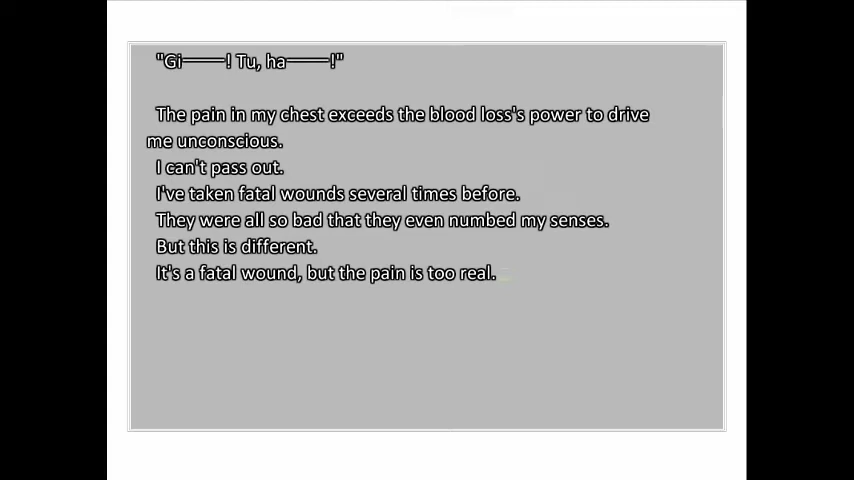 "Gi――――! Tu, ha――――!"
The pain in my chest exceeds the blood loss's power to drive
me unconscious.
I can't pass out.
I've taken fatal wounds several times before.
They were all so bad that they even numbed my senses.
But this is different.
It's a fatal wound, but the pain is too real.